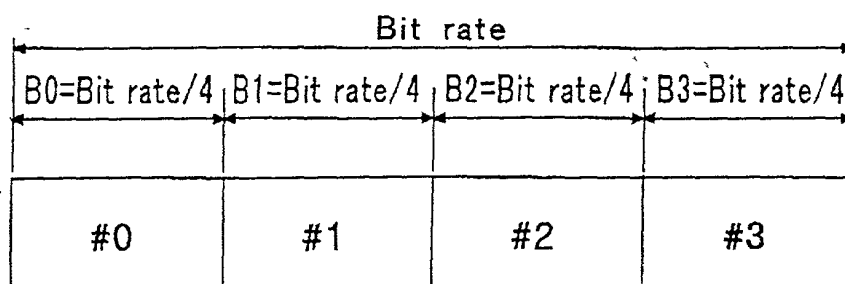 Bit rate
B0=Bit rate/4 B1=Bit rate/4 B2=Bit rate/4 B3=Bit rate/4
#0 #1 #2 #3